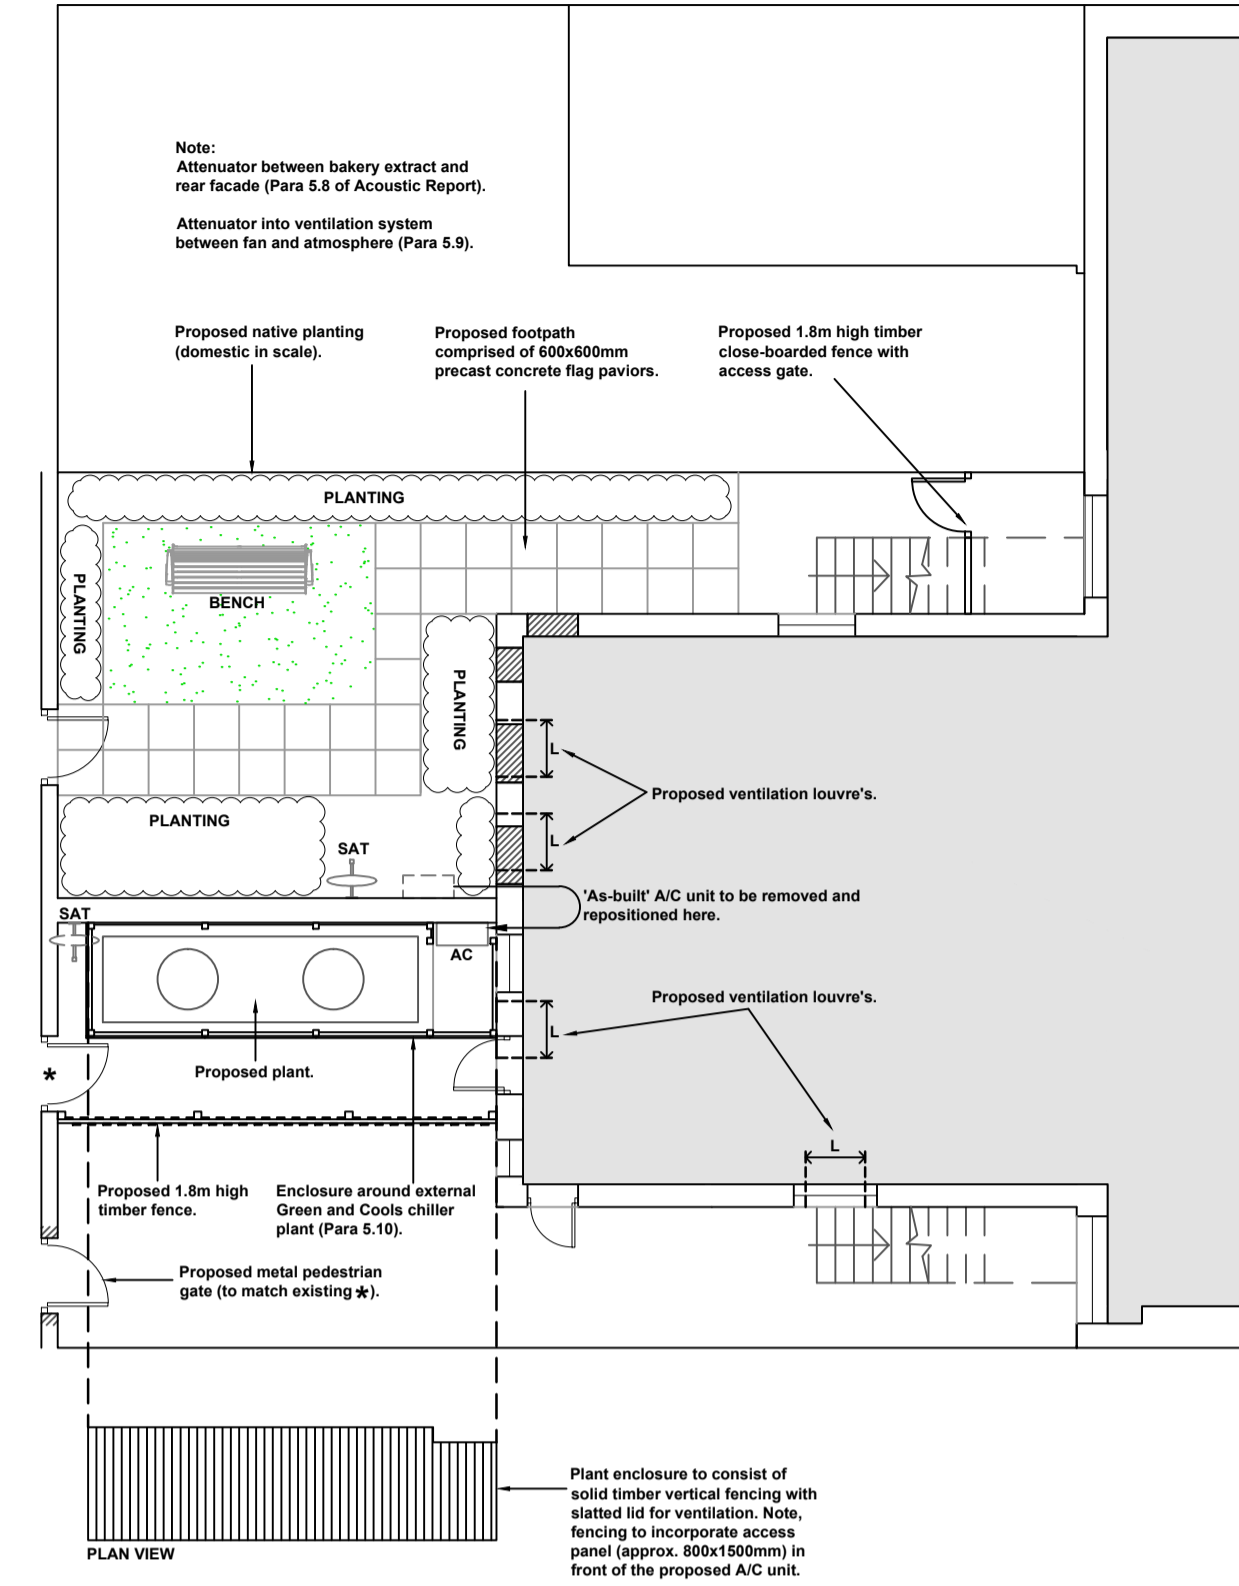 Note:
Attenuator between bakery extract and
rear facade (Para 5.8 of Acoustic Report).
Attenuator into ventilation system
between fan and atmosphere (Para 5.9).
Proposed native planting
(domestic in scale).
Proposed footpath
comprised of 600x600mm
precast concrete flag paviors.
Proposed 1.8m high timber
close-boarded fence with
access gate.
PLANTING
PLANTING
BENCH
PLANTING
L
Proposed ventilation louvre's.
PLANTING
L
SAT
'As-built' A/C unit to be removed and
repositioned here.
SAT
AC
Proposed ventilation louvre's.
L
Proposed plant.
*
L
Proposed 1.8m high
timber fence.
Enclosure around external
Green and Cools chiller
plant (Para 5.10).
Proposed metal pedestrian
gate (to match existing *).
Plant enclosure to consist of
solid timber vertical fencing with
slatted lid for ventilation. Note,
fencing to incorporate access
panel (approx. 800x1500mm) in
front of the proposed A/C unit.
PLAN VIEW